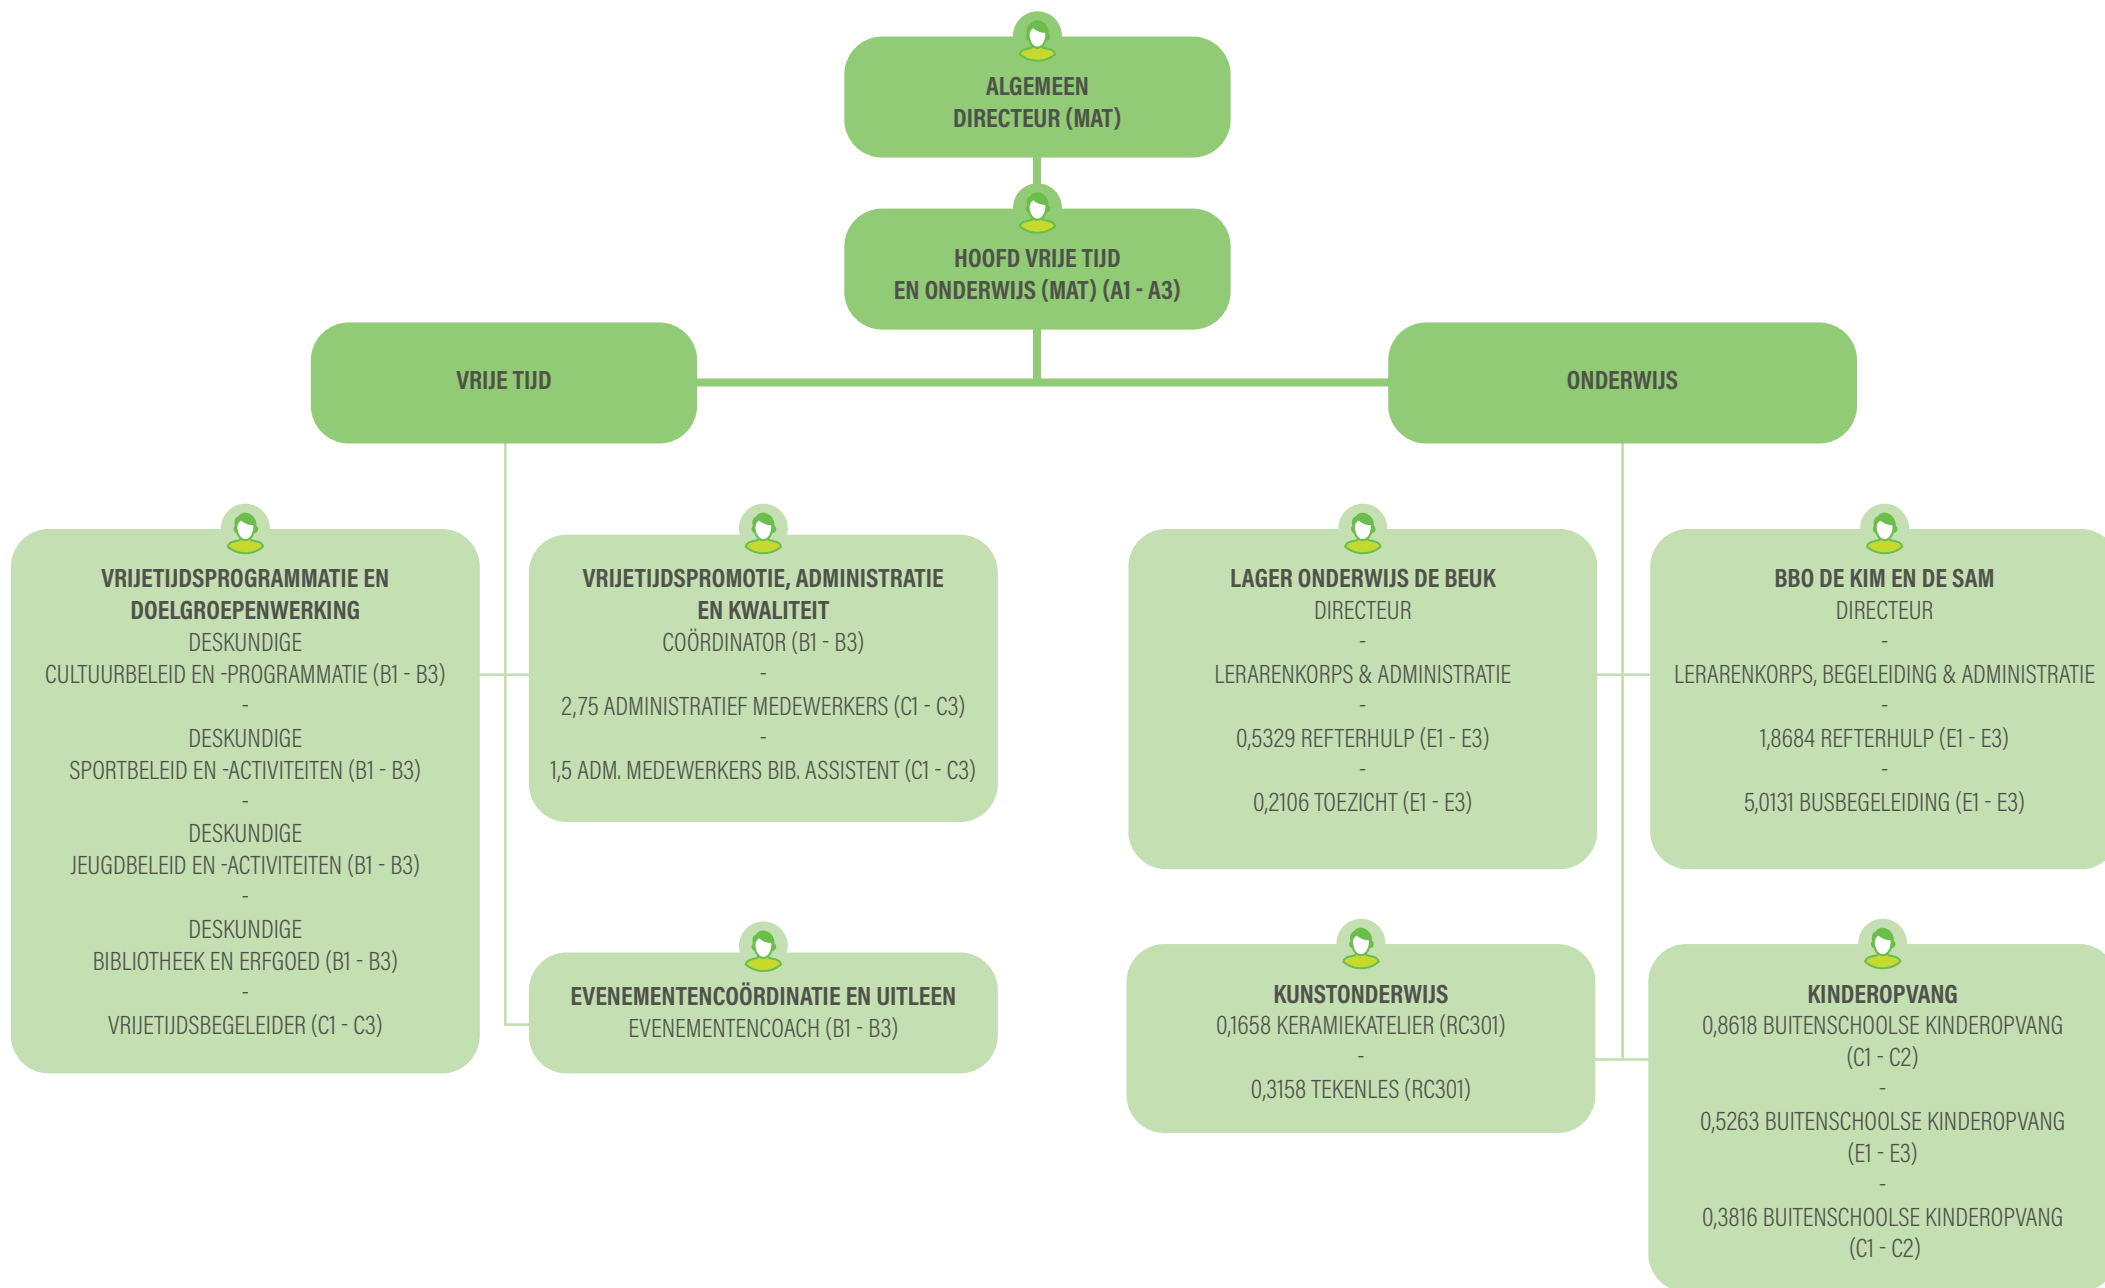 ALGEMEEN
DIRECTEUR (MAT)
HOOFD VRIJE TIJD
EN ONDERWIJS (MAT) (A1 - A3)
VRIJE TIJD
ONDERWIJS
VRIJETIJDSPROGRAMMATIE EN
DOELGROEPENWERKING
DESKUNDIGE
CULTUURBELEID EN -PROGRAMMATIE (B1 - B3)
-
DESKUNDIGE
SPORTBELEID EN -ACTIVITEITEN (B1 - B3)
-
DESKUNDIGE
JEUGDBELEID EN -ACTIVITEITEN (B1 - B3)
-
DESKUNDIGE
BIBLIOTHEEK EN ERFGOED (B1 - B3)
-
VRIJETIJDSBEGELEIDER (C1 - C3)
VRIJETIJDSPROMOTIE, ADMINISTRATIE
EN KWALITEIT
COÖRDINATOR (B1 - B3)
-
2,75 ADMINISTRATIEF MEDEWERKERS (C1 - C3)
-
1,5 ADM. MEDEWERKERS BIB. ASSISTENT (C1 - C3)
EVENEMENTENCOÖRDINATIE EN UITLEEN
EVENEMENTENCOACH (B1 - B3)
LAGER ONDERWIJS DE BEUK
DIRECTEUR
-
LERARENKORPS & ADMINISTRATIE
-
0,5329 REFTERHULP (E1 - E3)
-
0,2106 TOEZICHT (E1 - E3)
BBO DE KIM EN DE SAM
DIRECTEUR
-
LERARENKORPS, BEGELEIDING & ADMINISTRATIE
-
1,8684 REFTERHULP (E1 - E3)
-
5,0131 BUSBEGELEIDING (E1 - E3)
KUNSTONDERWIJS
0,1658 KERAMIEKATELIER (RC301)
-
0,3158 TEKENLES (RC301)
KINDEROPVANG
0,8618 BUITENSCHOOLSE KINDEROPVANG
(C1 - C2)
-
0,5263 BUITENSCHOOLSE KINDEROPVANG
(E1 - E3)
-
0,3816 BUITENSCHOOLSE KINDEROPVANG
(C1 - C2)